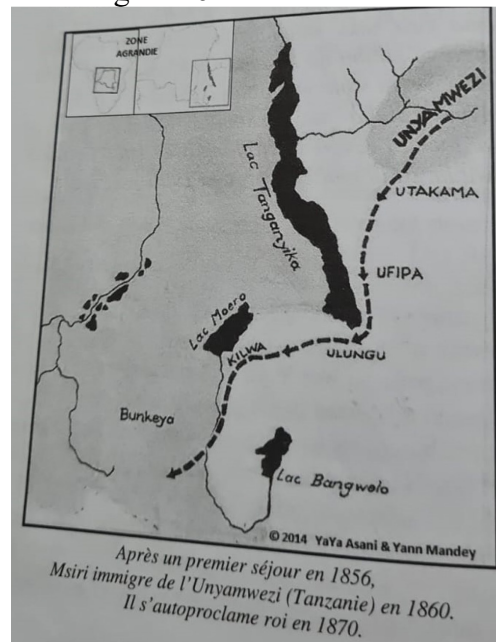 ZONE
AGRANDIE
UNYAMWEZI
Lac Tanganyika
UTAKAMA
UFIPA
Lac Moero
KILWA
ULUNGU
Bunkeya
Lac Bangwolo
© 2014 YaYa Asani & Yann Mandey
Après un premier séjour en 1856,
Msiri immigre de l'Unyamwezi (Tanzanie) en 1860.
Il s'autoproclame roi en 1870.